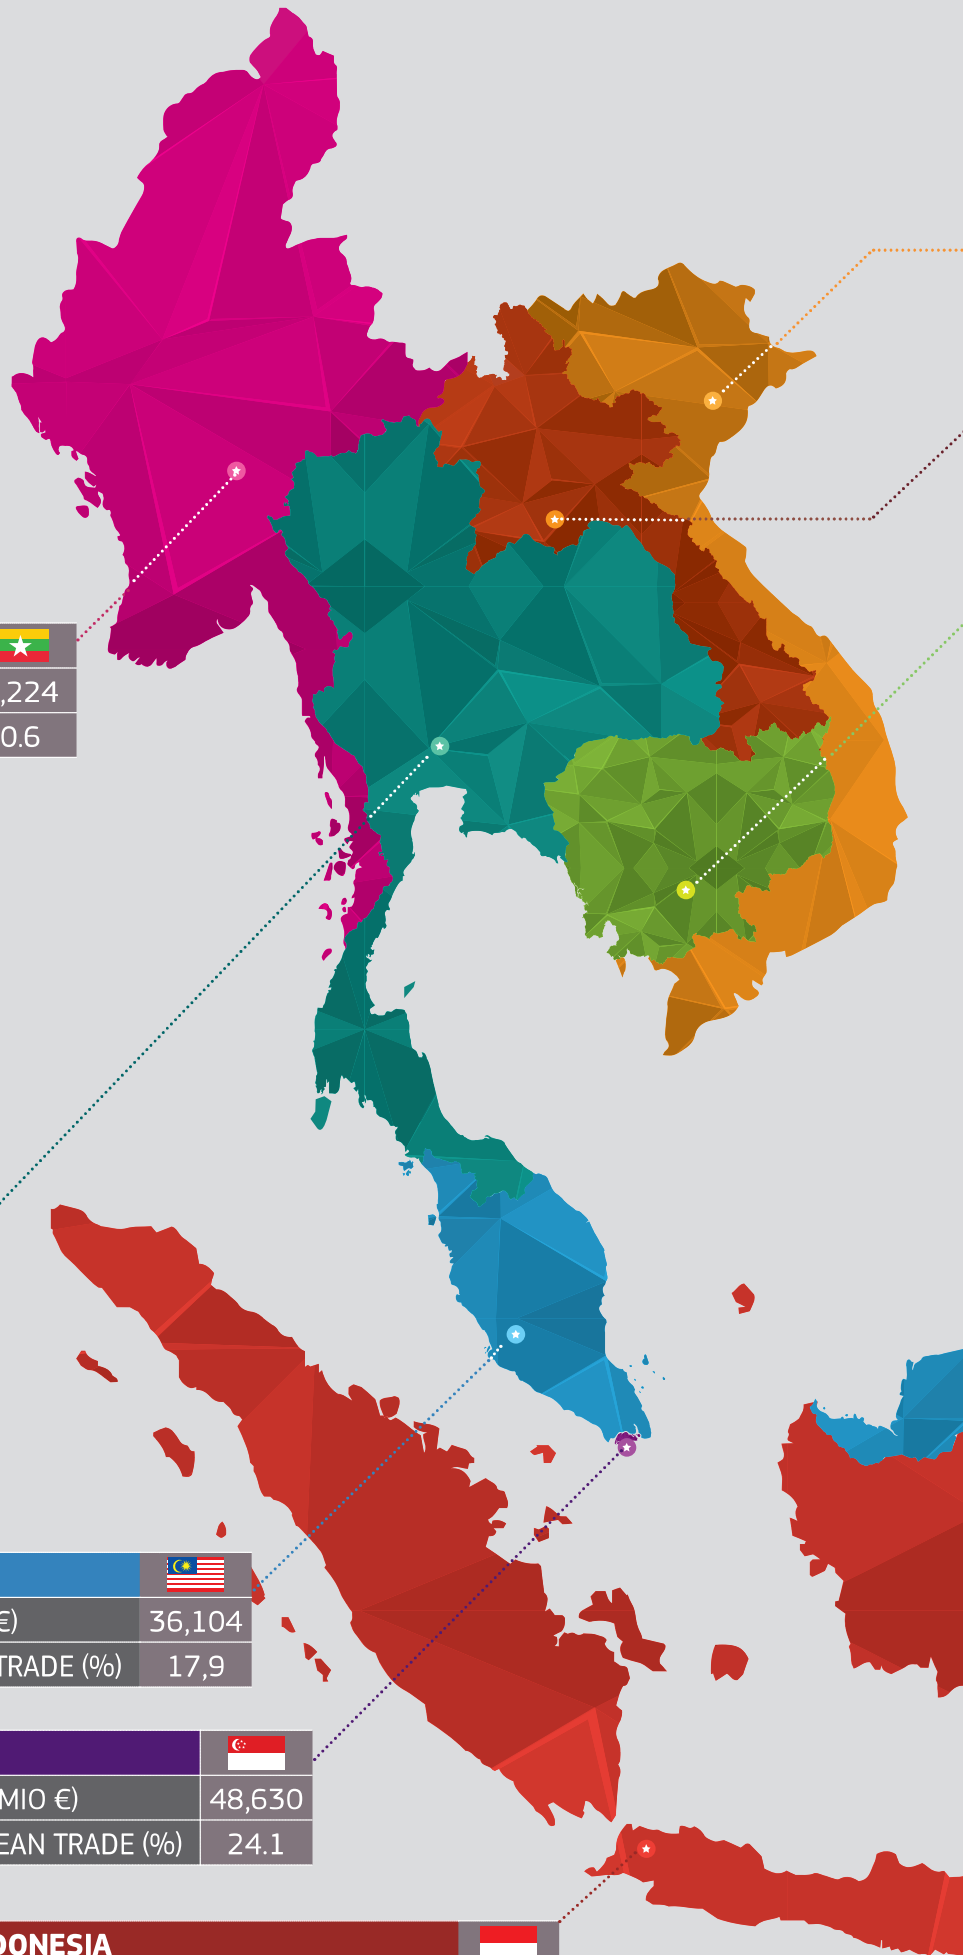 ,224
0.6
€)
36,104
TRADE (%)
17,9
MIO €)
48,630
EAN TRADE (%)
24.1
DONESIA